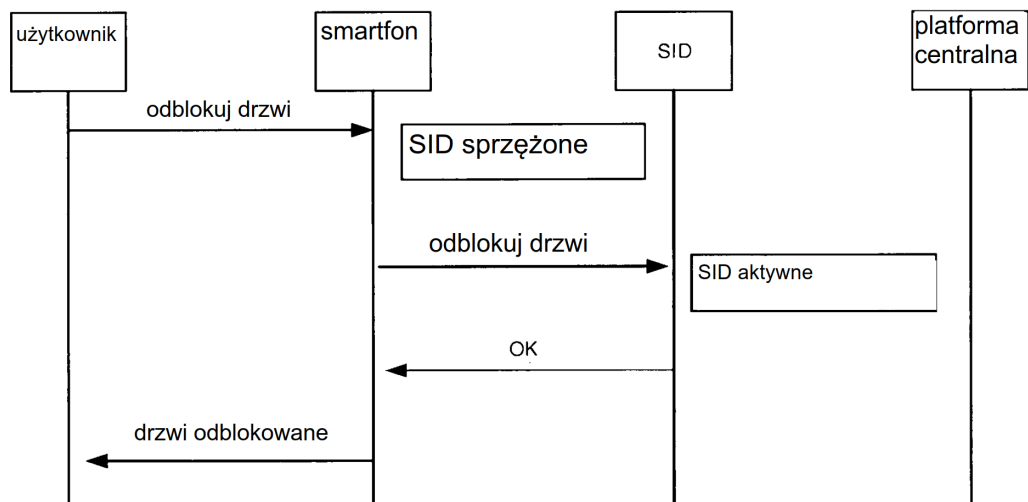 użytkownik
smartfon
SID
platforma
centralna
odblokuj drzwi
SID sprzężone
odblokuj drzwi
SID aktywne
OK
drzwi odblokowane